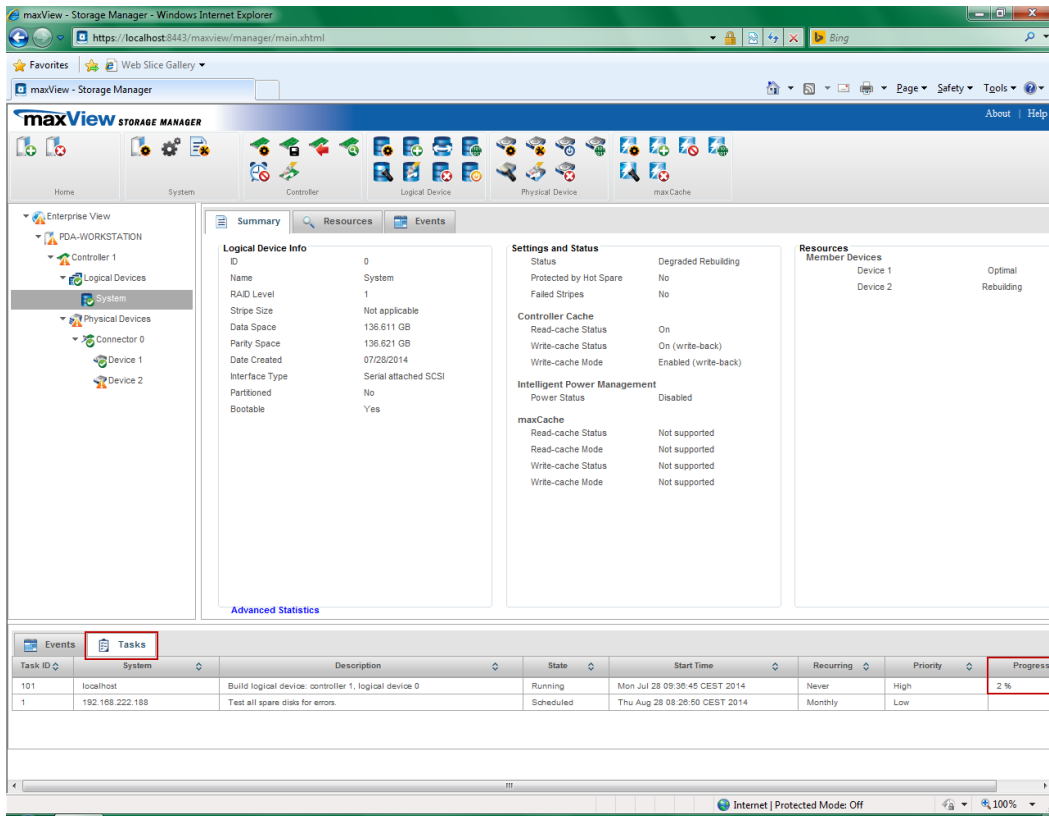 maxView - Storage Manager - Windows Internet Explorer
https://localhost:8443/maxview/manager/main.xhtml
Bing
Favorites
Web Slice Gallery
maxView - Storage Manager
Page Safety Tools
maxView STORAGE MANAGER
About | Help
Home System Controller Logical Device Physical Device maxCache
Enterprise View
PDA-WORKSTATION
Controller 1
Logical Devices
System
Physical Devices
Connector 0
Device 1
Device 2
Summary Resources Events
Logical Device Info
ID 0
Name System
RAID Level 1
Stripe Size Not applicable
Data Space 136.611 GB
Parity Space 136.621 GB
Date Created 07/28/2014
Interface Type Serial attached SCSI
Partitioned No
Bootable Yes
Advanced Statistics
Settings and Status
Status Degraded Rebuilding
Protected by Hot Spare No
Failed Stripes No
Controller Cache
Read-cache Status On
Write-cache Status On (write-back)
Write-cache Mode Enabled (write-back)
Intelligent Power Management
Power Status Disabled
maxCache
Read-cache Status Not supported
Read-cache Mode Not supported
Write-cache Status Not supported
Write-cache Mode Not supported
Resources
Member Devices
Device 1 Optimal
Device 2 Rebuilding
Events Tasks
Task ID System Description State Start Time Recurring Priority Progress
101 localhost Build logical device: controller 1, logical device 0 Running Mon Jul 28 09:36:45 CEST 2014 Never High 2 %
1 192.168.222.188 Test all spare disks for errors. Scheduled Thu Aug 28 08:26:50 CEST 2014 Monthly Low
Internet | Protected Mode: Off
100%